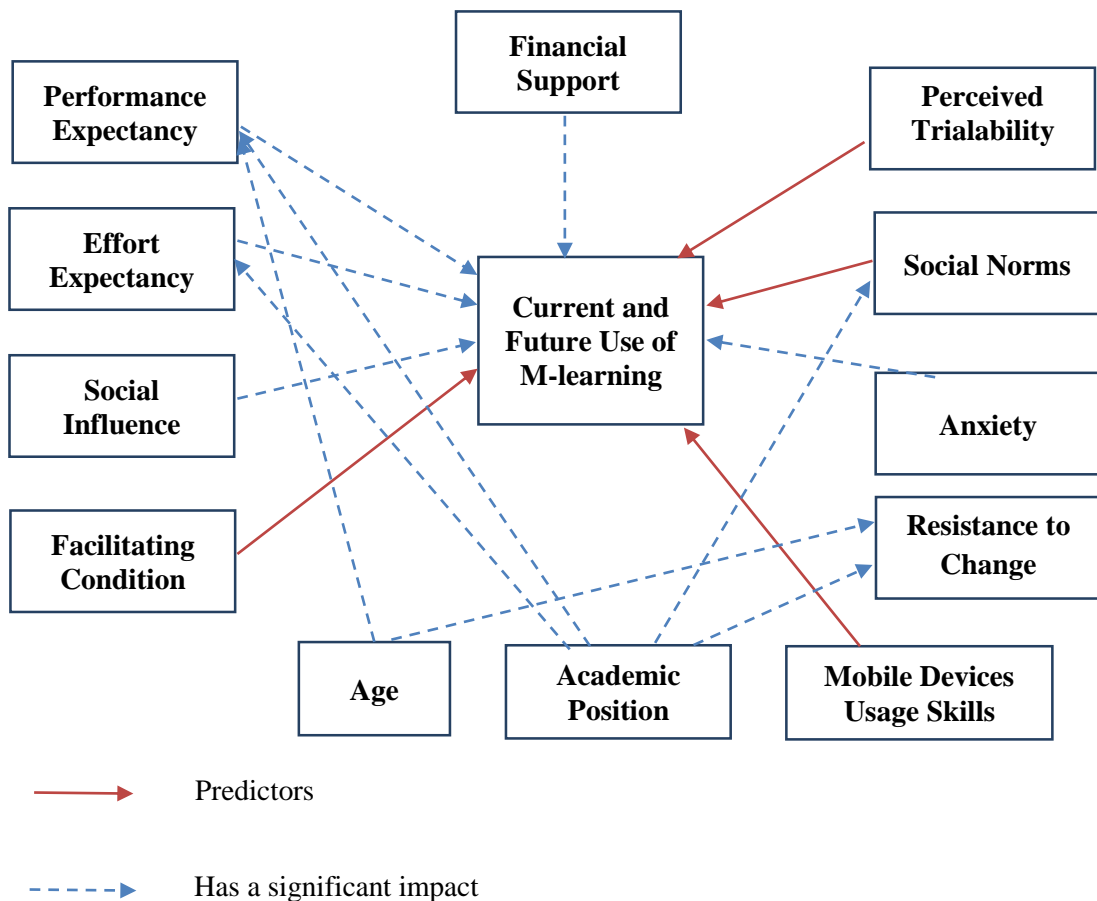 Financial
Support
Performance
Expectancy
Perceived
Trialability
Effort
Expectancy
Social Norms
Current and
Future Use of
M-learning
Social
Influence
Anxiety
Facilitating
Condition
Resistance to
Change
Age
Academic
Position
Mobile Devices
Usage Skills
Predictors
Has a significant impact